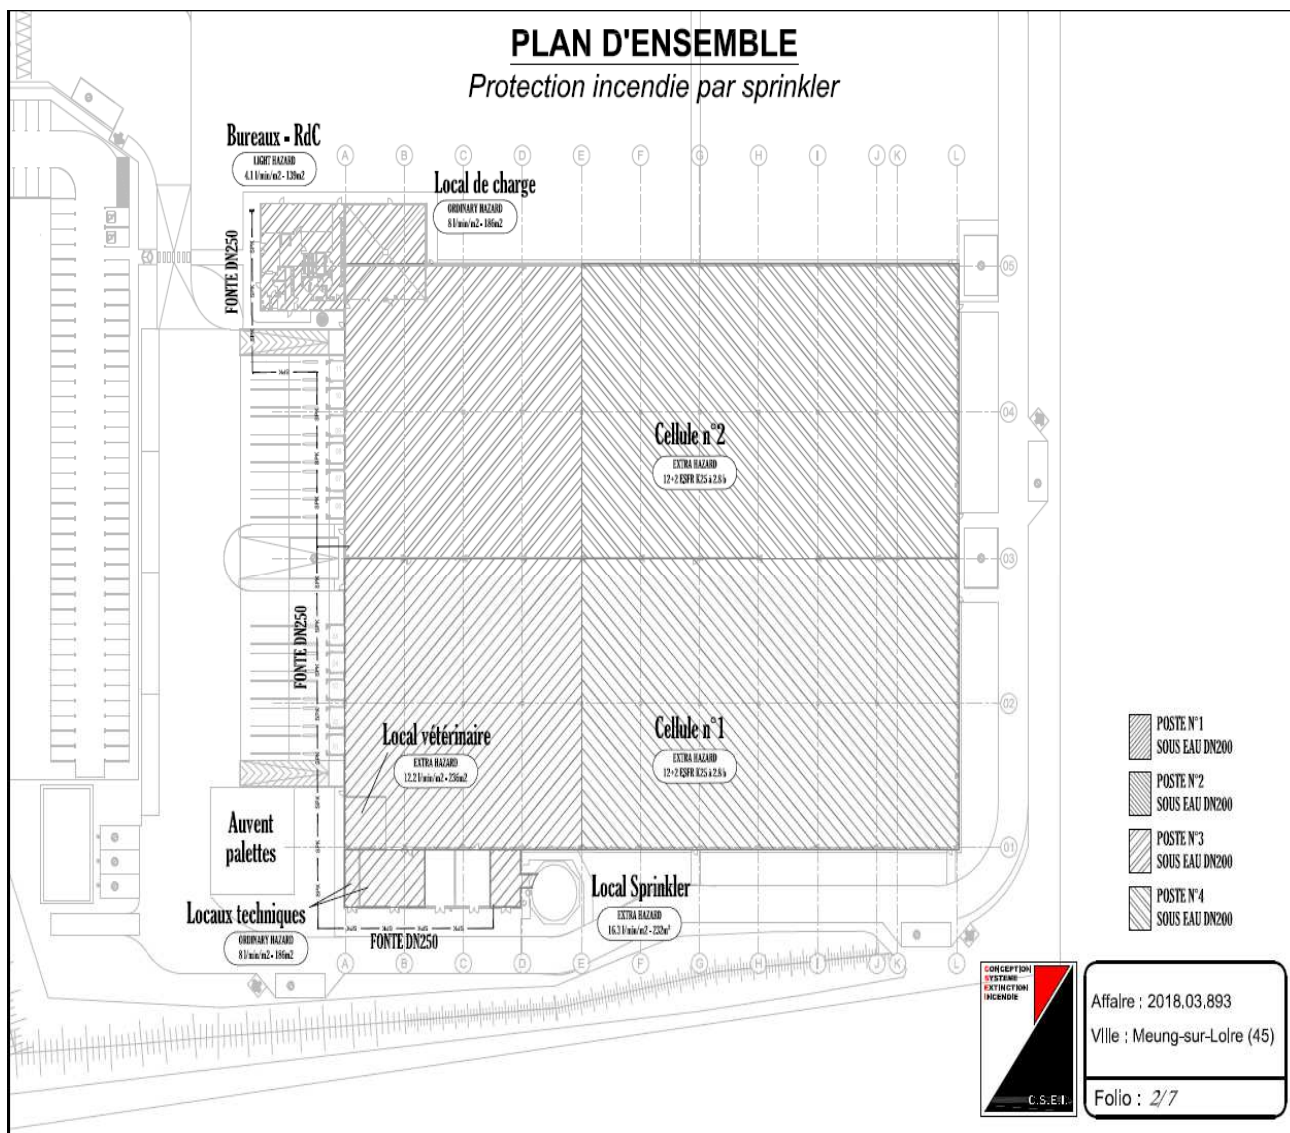 PLAN D'ENSEMBLE
Protection incendie par sprinkler
Bureaux - RdC
LIGHT HAZARD
4.1 l/min/m2 - 139m2
Local de charge
ORDINARY HAZARD
8 l/min/m2 - 186m2
A B C D E F G H I J K L
FONTE DN250
05
04
Cellule n°2
EXTRA HAZARD
12+2 ESFR K25 à 2.8 b
03
FONTE DN250
02
Local vétérinaire
EXTRA HAZARD
12.2 l/min/m2 - 236m2
Cellule n°1
EXTRA HAZARD
12+2 ESFR K25 à 2.8 b
POSTE N°1
SOUS EAU DN200
POSTE N°2
SOUS EAU DN200
POSTE N°3
SOUS EAU DN200
POSTE N°4
SOUS EAU DN200
Auvent
palettes
01
Locaux techniques
ORDINARY HAZARD
8 l/min/m2 - 186m2
FONTE DN250
Local Sprinkler
EXTRA HAZARD
16.3 l/min/m2 - 232m²
A B C D E F G H I J K L
CONCEPTION
SYSTEME
EXTINCTION
INCENDIE
C.S.E.I.
Affaire : 2018.03.893
Ville : Meung-sur-Loire (45)
Folio : 2/7